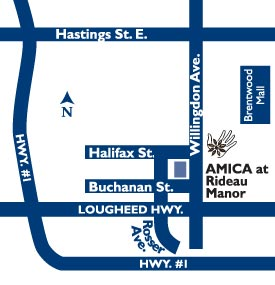 Hastings St. E.
Willingdon Ave.
Brentwood
Mall
N
HWY. #1
Halifax St.
AMICA at
Rideau
Manor
Buchanan St.
LOUGHEED HWY.
Rosser
Ave.
HWY. #1